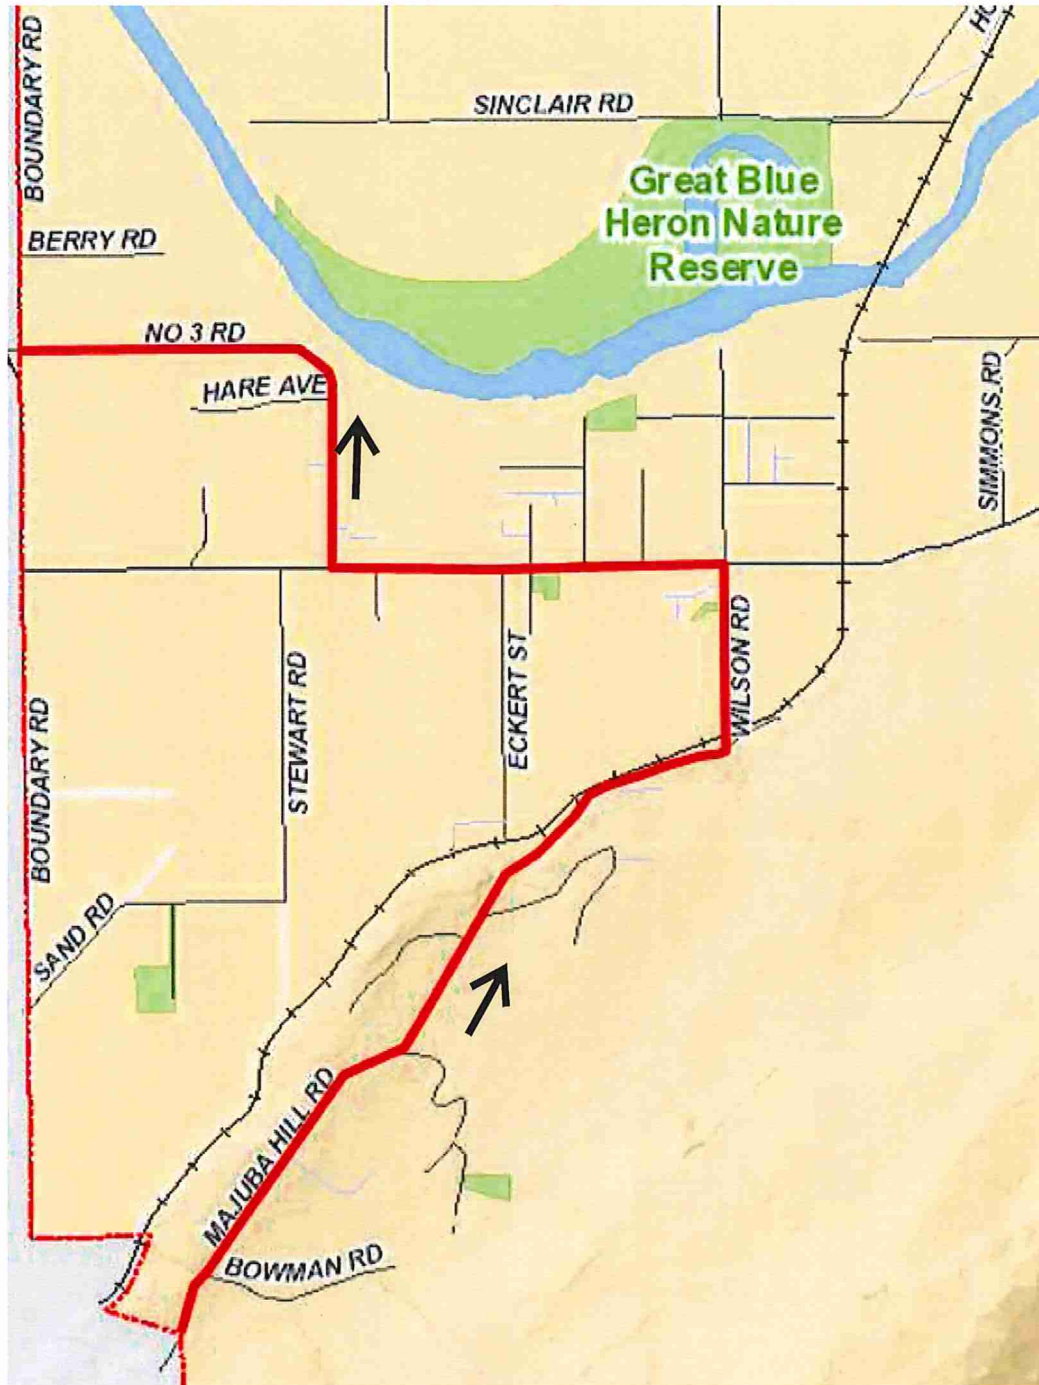 BOUNDARY RD
SINCLAIR RD
Great Blue
Heron Nature
Reserve
BERRY RD
NO 3 RD
HARE AVE
SIMMONS RD
WILSON RD
ECKERT ST
STEWART RD
BOUNDARY RD
SAND RD
MAJUBA HILL RD
BOWMAN RD